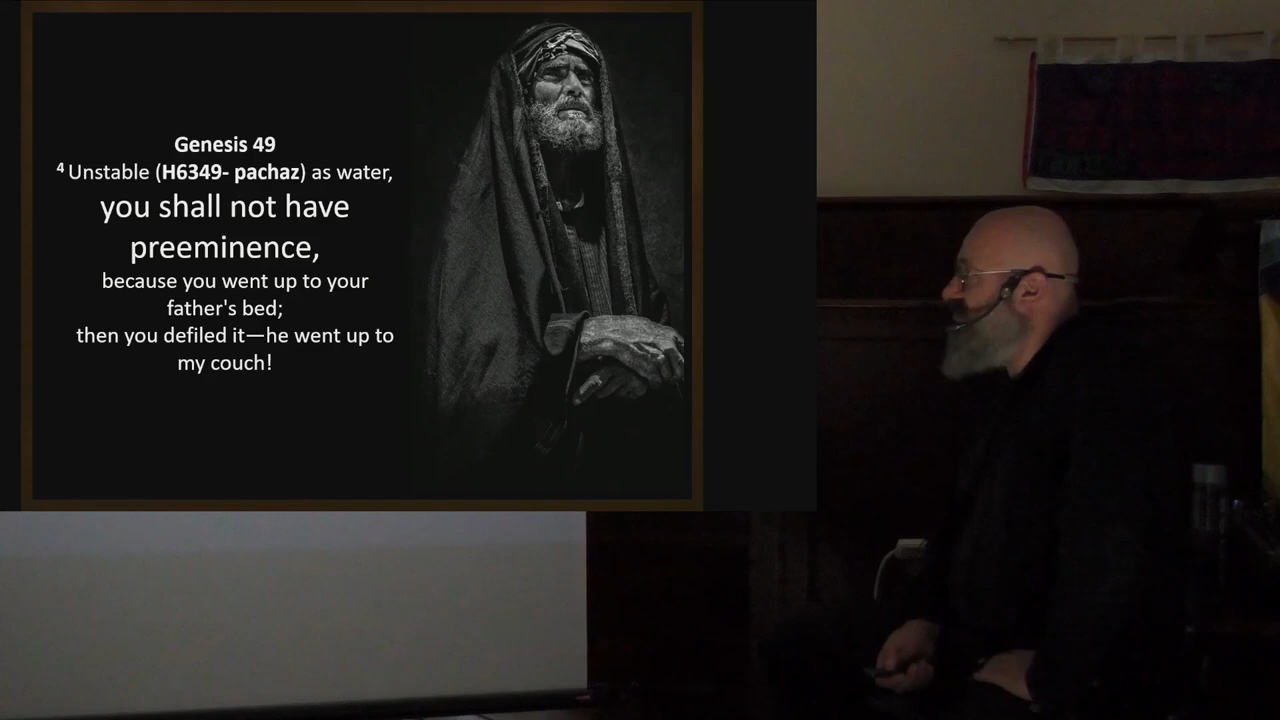 Genesis 49
4 Unstable (H6349- pachaz) as water,
you shall not have
preeminence,
because you went up to your
father's bed;
then you defiled it—he went up to
my couch!